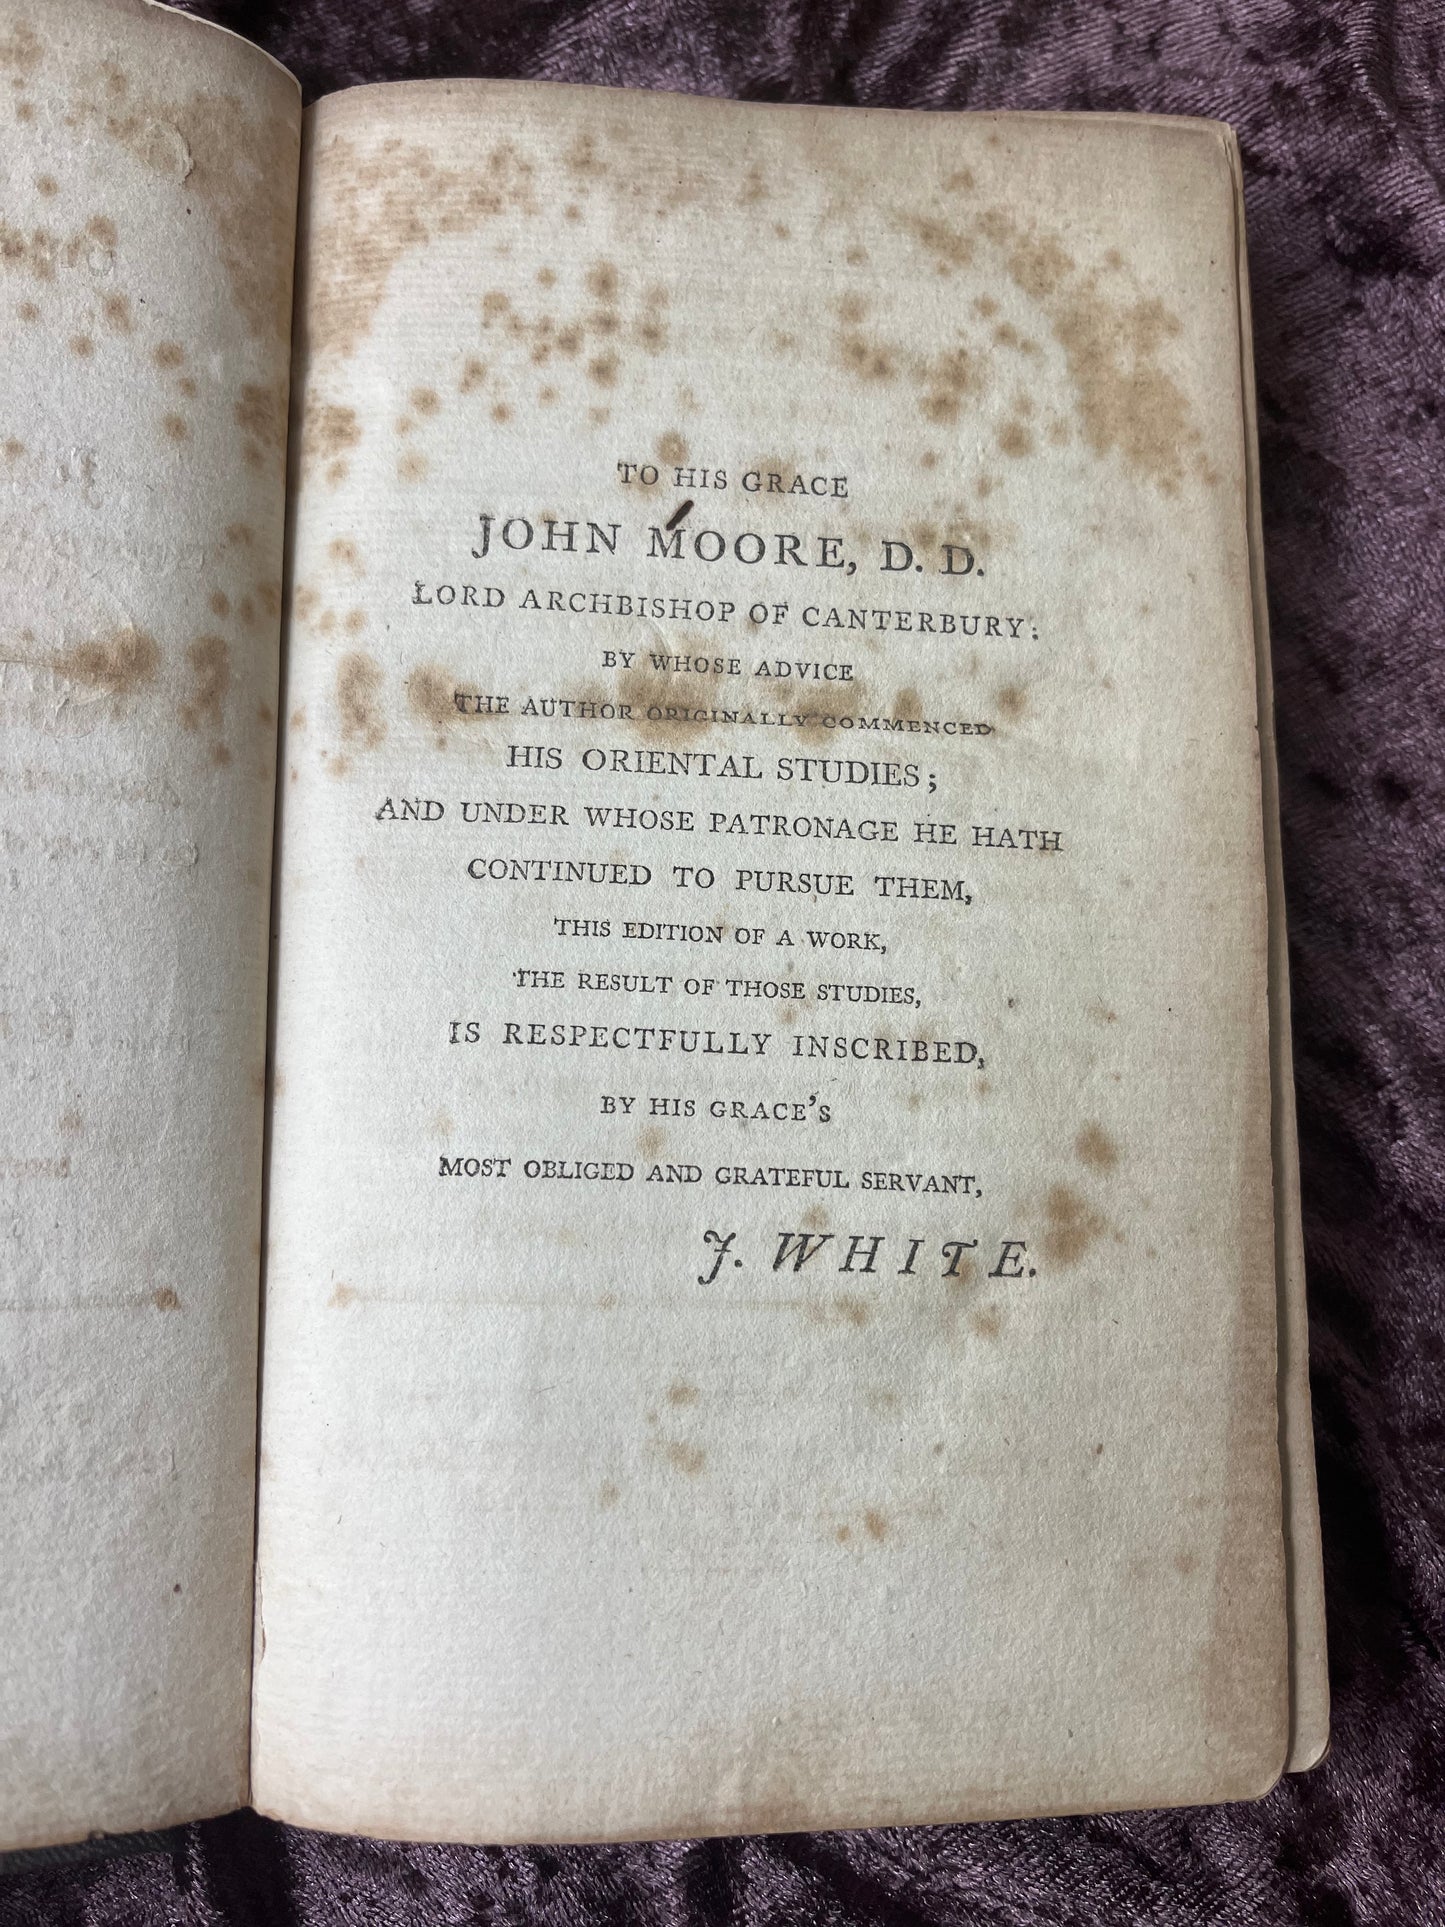 TO HIS GRACE
JOHN MOORE, D. D.
LORD ARCHBISHOP OF CANTERBURY;
BY WHOSE ADVICE
THE AUTHOR ORIGINALLY COMMENCED
HIS ORIENTAL STUDIES;
AND UNDER WHOSE PATRONAGE HE HATH
CONTINUED TO PURSUE THEM,
THIS EDITION OF A WORK,
THE RESULT OF THOSE STUDIES,
IS RESPECTFULLY INSCRIBED,
BY HIS GRACE'S
MOST OBLIGED AND GRATEFUL SERVANT,
J. WHITE.